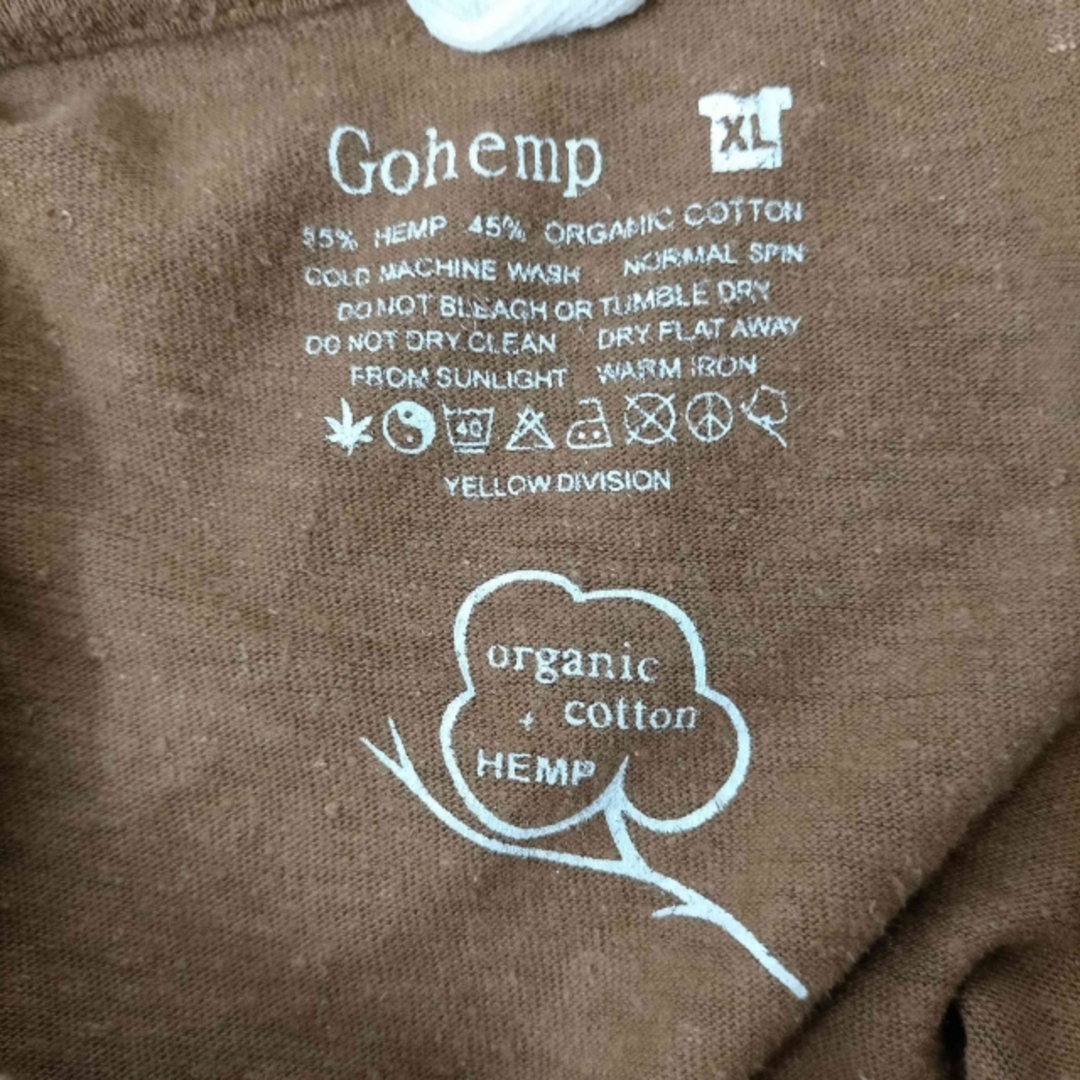 Gohemp XL
55% HEMP 45% ORGANIC COTTON
COLD MACHINE WASH NORMAL SPIN
DO NOT BLEACH OR TUMBLE DRY
DO NOT DRY CLEAN DRY FLAT AWAY
FROM SUNLIGHT WARM IRON
40
YELLOW DIVISION
organic
+ cotton
HEMP